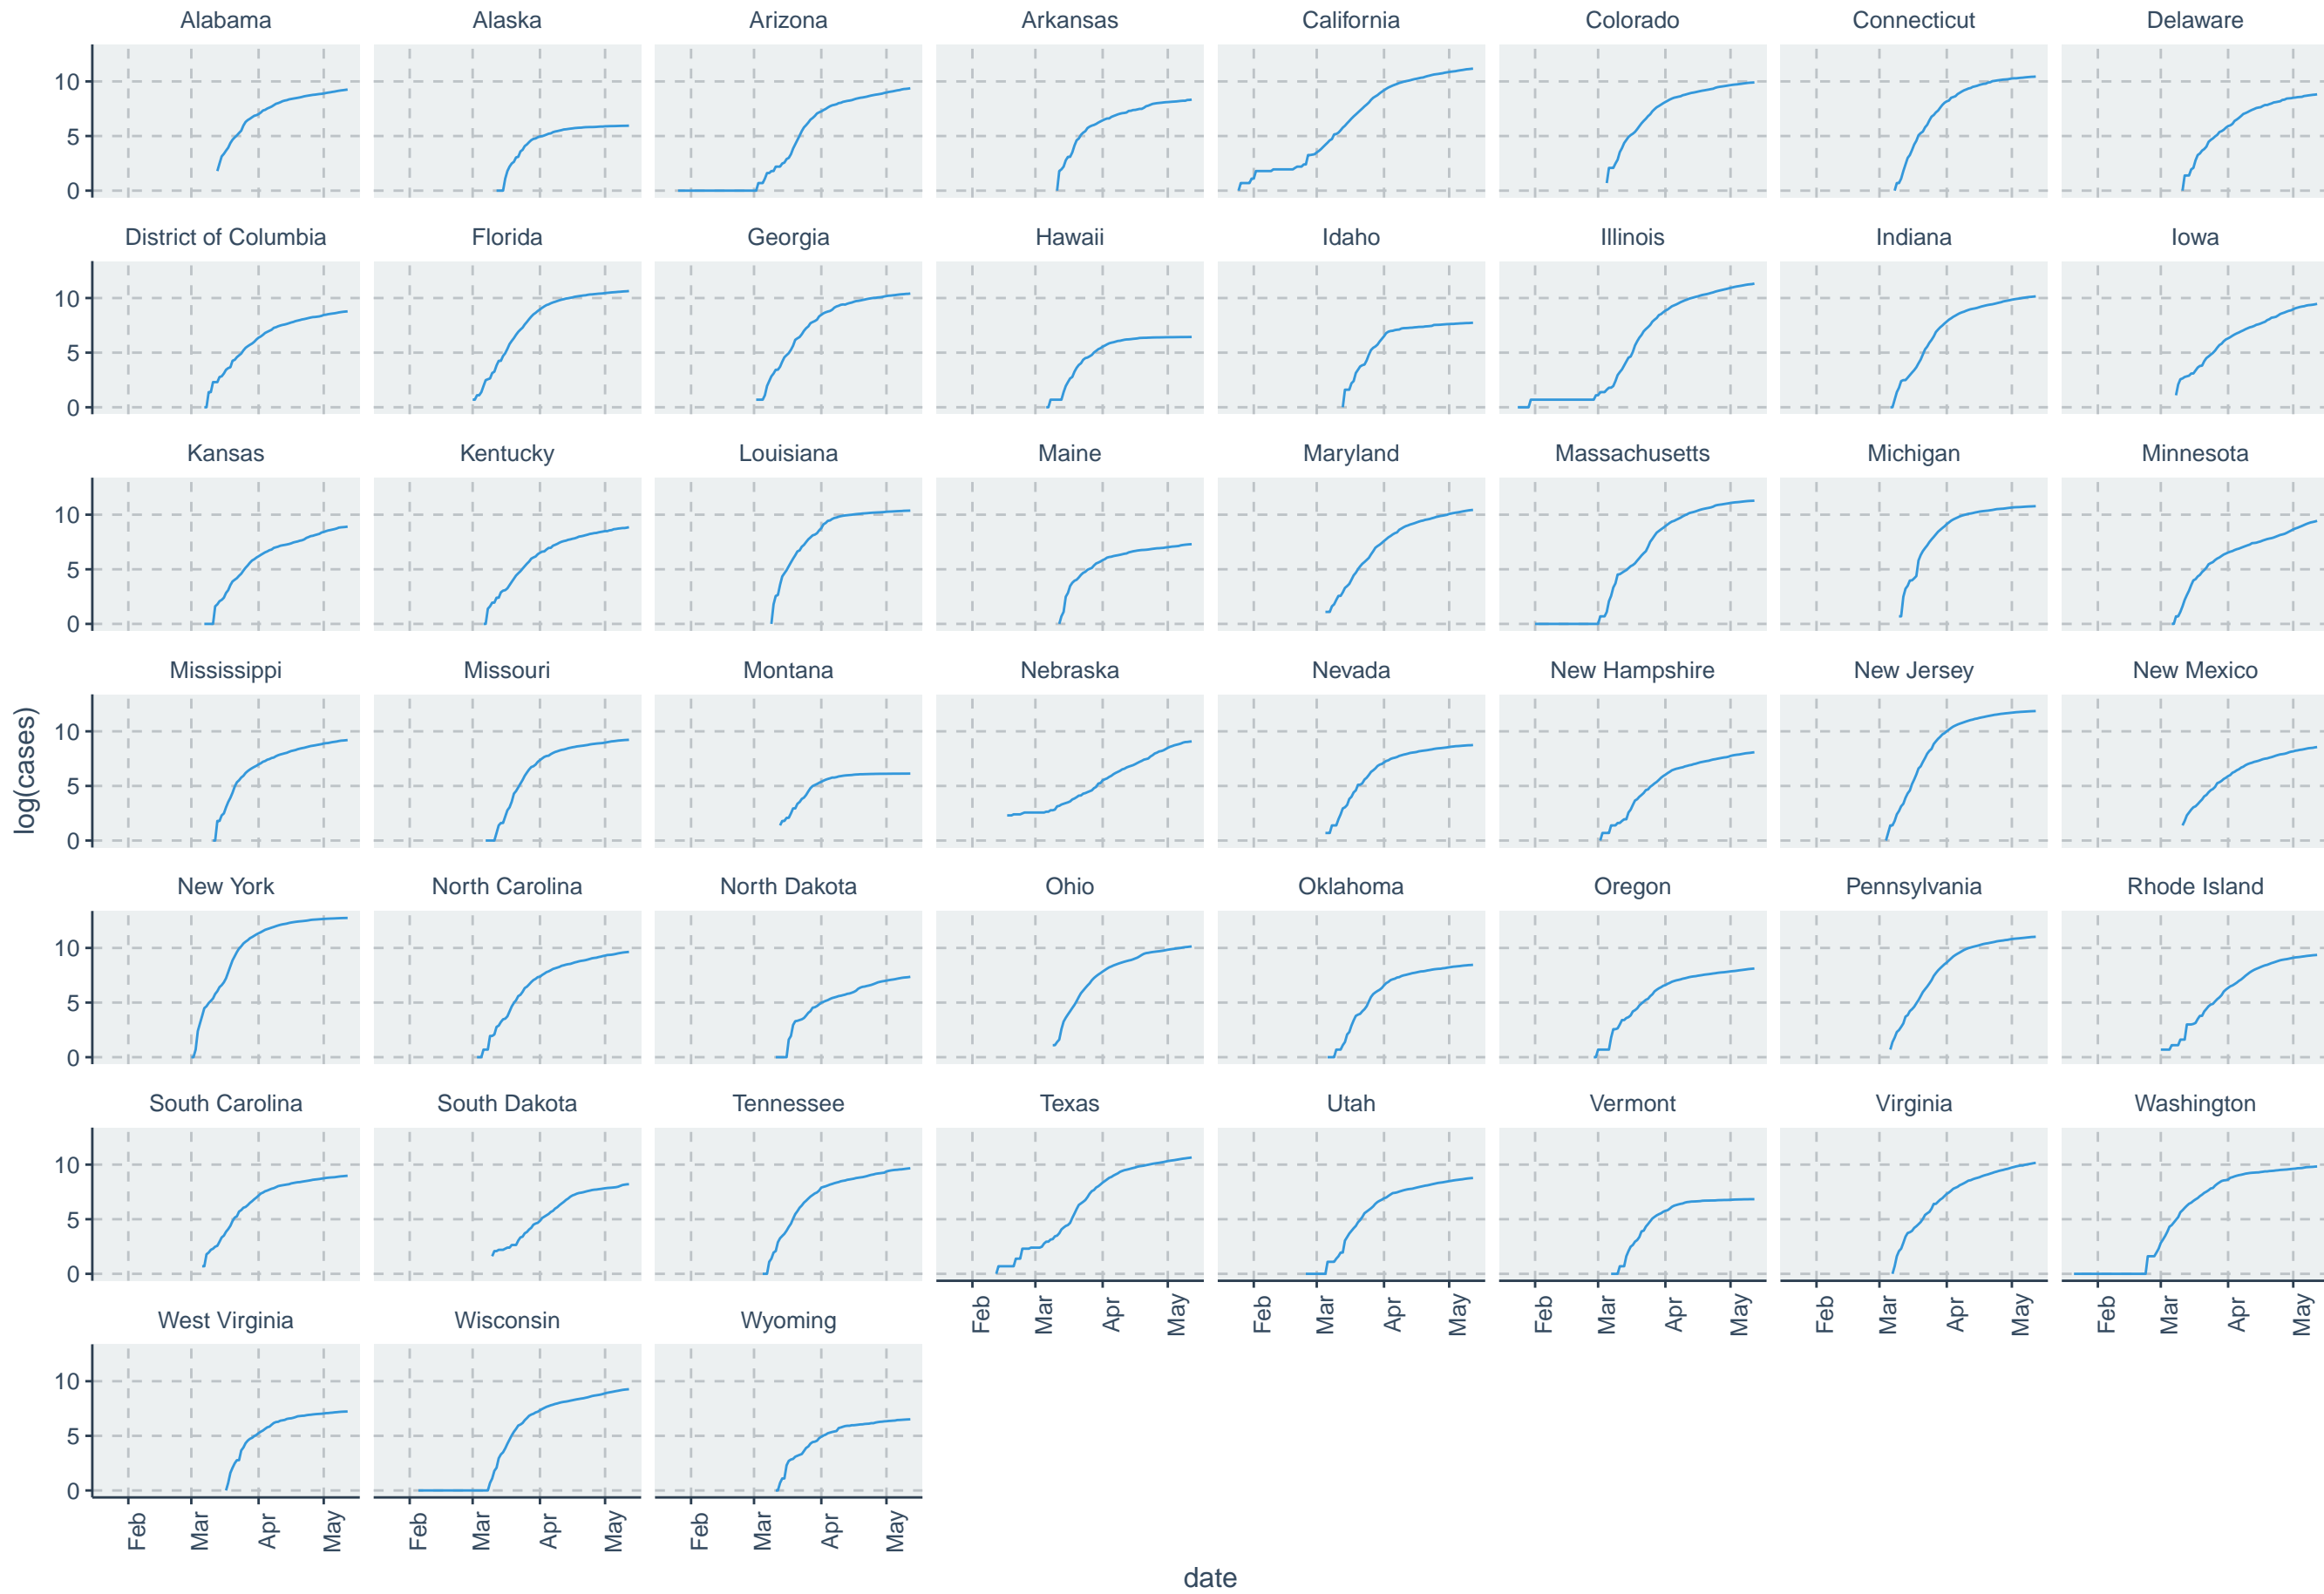 Alabama Alaska Arizona Arkansas California Colorado Connecticut Delaware
10
5
0
District of Columbia Florida Georgia Hawaii Idaho Illinois Indiana Iowa
10
5
0
Kansas Kentucky Louisiana Maine Maryland Massachusetts Michigan Minnesota
10
5
0
Mississippi Missouri Montana Nebraska Nevada New Hampshire New Jersey New Mexico
log(cases)
10
5
0
New York North Carolina North Dakota Ohio Oklahoma Oregon Pennsylvania Rhode Island
10
5
0
South Carolina South Dakota Tennessee Texas Utah Vermont Virginia Washington
10
5
0
Feb Mar Apr May Feb Mar Apr May Feb Mar Apr May Feb Mar Apr May Feb Mar Apr May
West Virginia Wisconsin Wyoming
10
5
0
Feb Mar Apr May Feb Mar Apr May Feb Mar Apr May
date